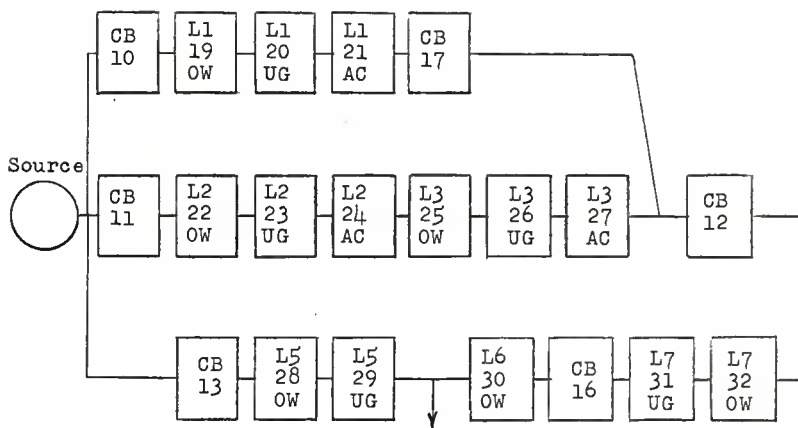 CB
10
L1
19
OW
L1
20
UG
L1
21
AC
CB
17
Source
CB
11
L2
22
OW
L2
23
UG
L2
24
AC
L3
25
OW
L3
26
UG
L3
27
AC
CB
12
CB
13
L5
28
OW
L5
29
UG
L6
30
OW
CB
16
L7
31
UG
L7
32
OW